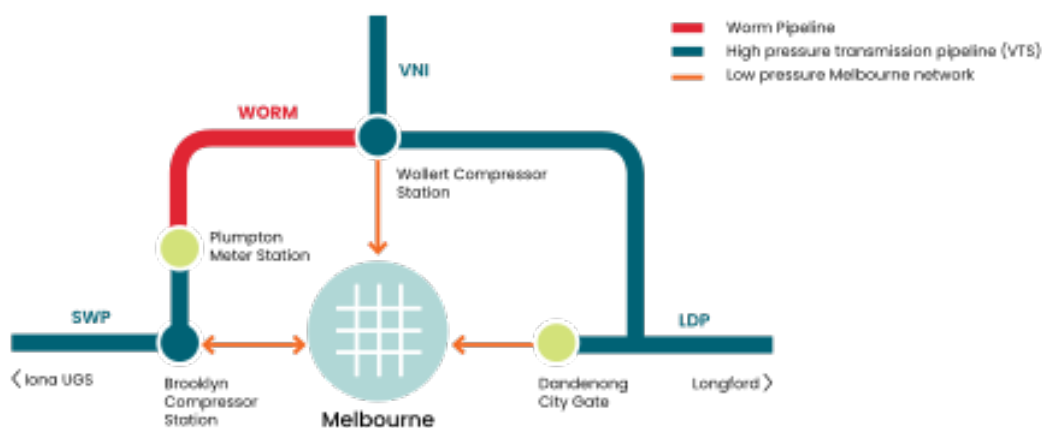 Worm Pipeline
High pressure transmission pipeline (VTS)
Low pressure Melbourne network
VNI
WORM
Wollert Compressor
Station
Plumpton
Meter Station
SWP
LDP
Iona UGS
Brooklyn
Compressor
Station
Melbourne
Dandenong
City Gate
Longford